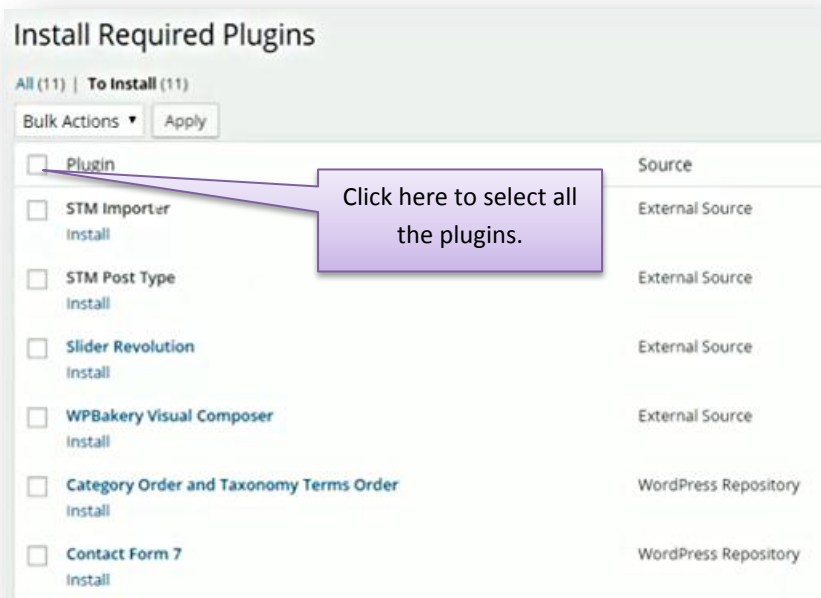 Install Required Plugins
All (11) | To Install (11)
Bulk Actions ▼ Apply
Plugin Source
Click here to select all
the plugins.
STM Importer External Source
Install
STM Post Type External Source
Install
Slider Revolution External Source
Install
WPBakery Visual Composer External Source
Install
Category Order and Taxonomy Terms Order WordPress Repository
Install
Contact Form 7 WordPress Repository
Install